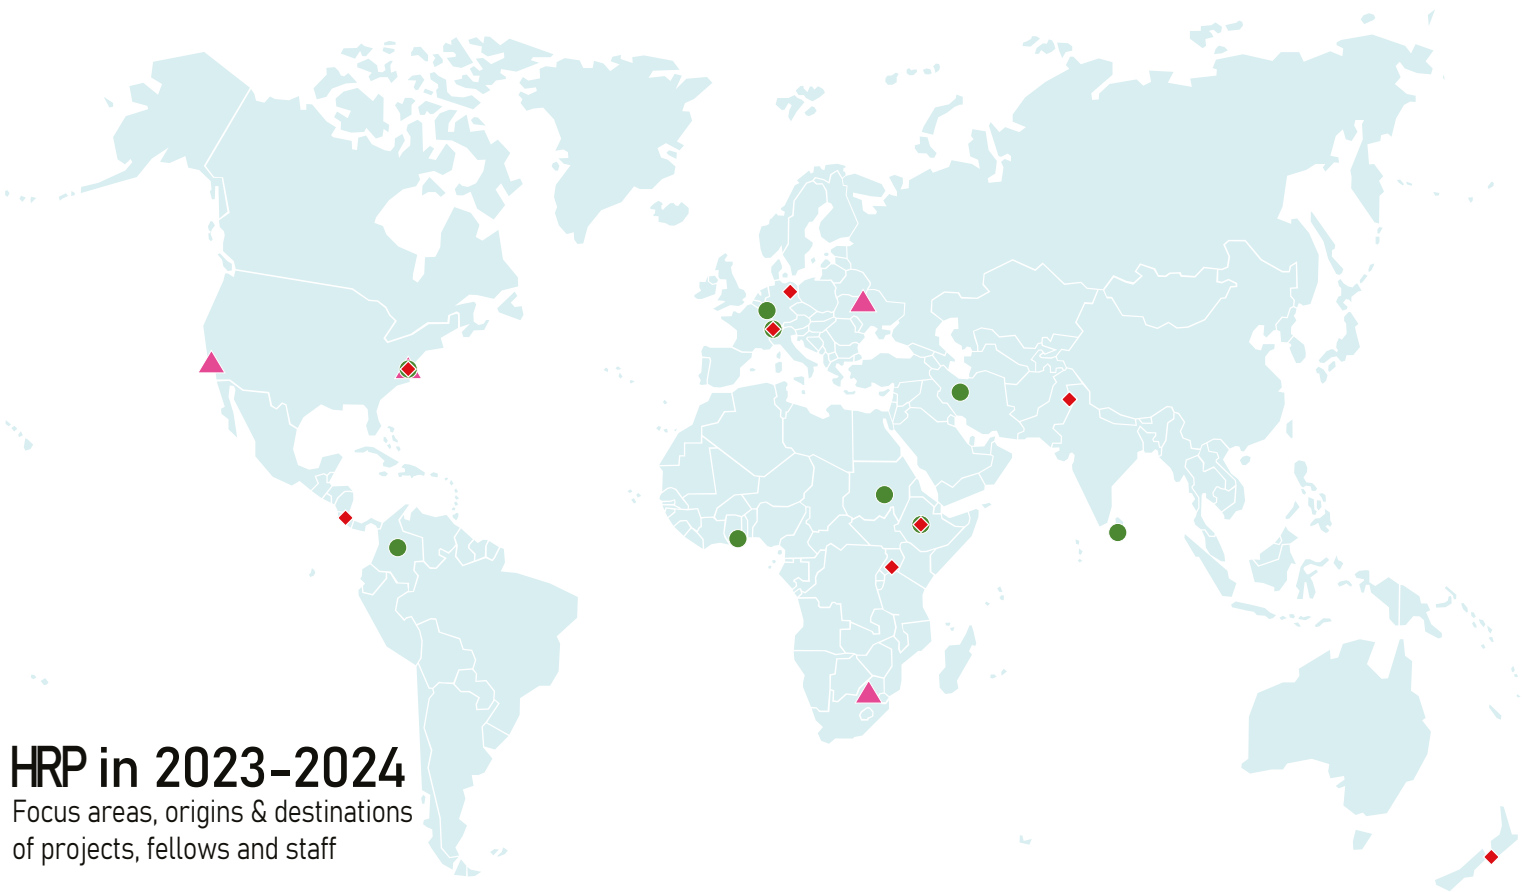 HRP in 2023-2024
Focus areas, origins & destinations
of projects, fellows and staff